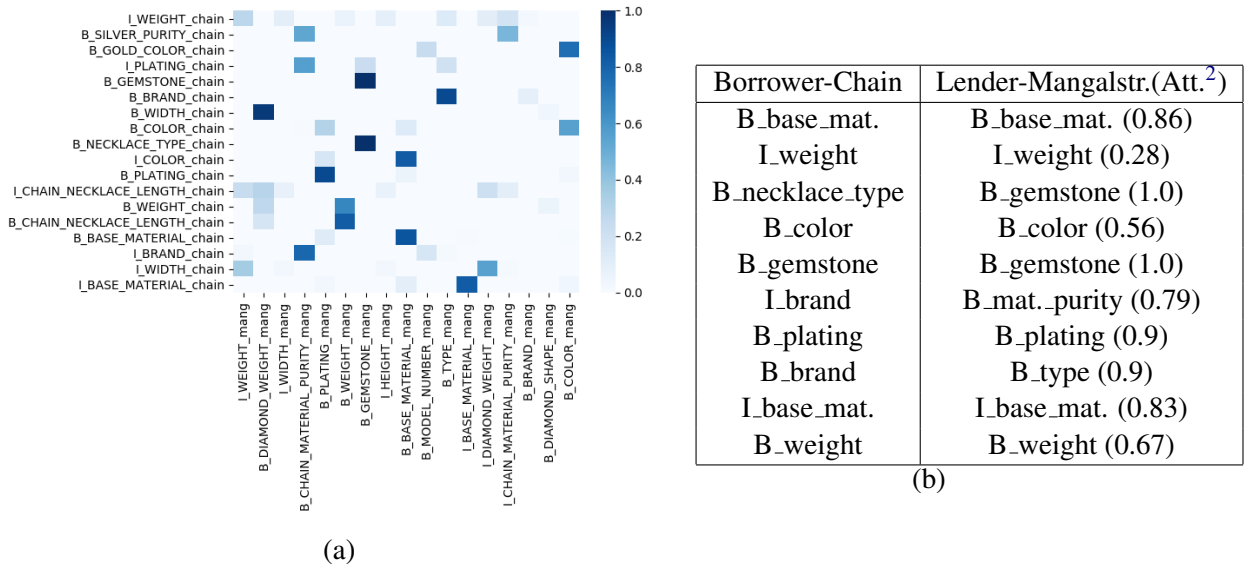 I_WEIGHT_chain
B_SILVER_PURITY_chain
B_GOLD_COLOR_chain
I_PLATING_chain
B_GEMSTONE_chain
B_BRAND_chain
B_WIDTH_chain
B_COLOR_chain
B_NECKLACE_TYPE_chain
I_COLOR_chain
B_PLATING_chain
I_CHAIN_NECKLACE_LENGTH_chain
B_WEIGHT_chain
B_CHAIN_NECKLACE_LENGTH_chain
B_BASE_MATERIAL_chain
I_BRAND_chain
I_WIDTH_chain
I_BASE_MATERIAL_chain
I_WEIGHT_mang
B_DIAMOND_WEIGHT_mang
I_WIDTH_mang
B_CHAIN_MATERIAL_PURITY_mang
B_PLATING_mang
B_WEIGHT_mang
B_GEMSTONE_mang
I_HEIGHT_mang
B_BASE_MATERIAL_mang
B_MODEL_NUMBER_mang
B_TYPE_mang
I_BASE_MATERIAL_mang
I_DIAMOND_WEIGHT_mang
I_CHAIN_MATERIAL_PURITY_mang
B_BRAND_mang
B_DIAMOND_SHAPE_mang
B_COLOR_mang
1.0
0.8
0.6
0.4
0.2
0.0
(a)
Borrower-Chain Lender-Mangalstr.(Att.²)
B_base_mat. B_base_mat. (0.86)
I_weight I_weight (0.28)
B_necklace_type B_gemstone (1.0)
B_color B_color (0.56)
B_gemstone B_gemstone (1.0)
I_brand B_mat._purity (0.79)
B_plating B_plating (0.9)
B_brand B_type (0.9)
I_base_mat. I_base_mat. (0.83)
B_weight B_weight (0.67)
(b)